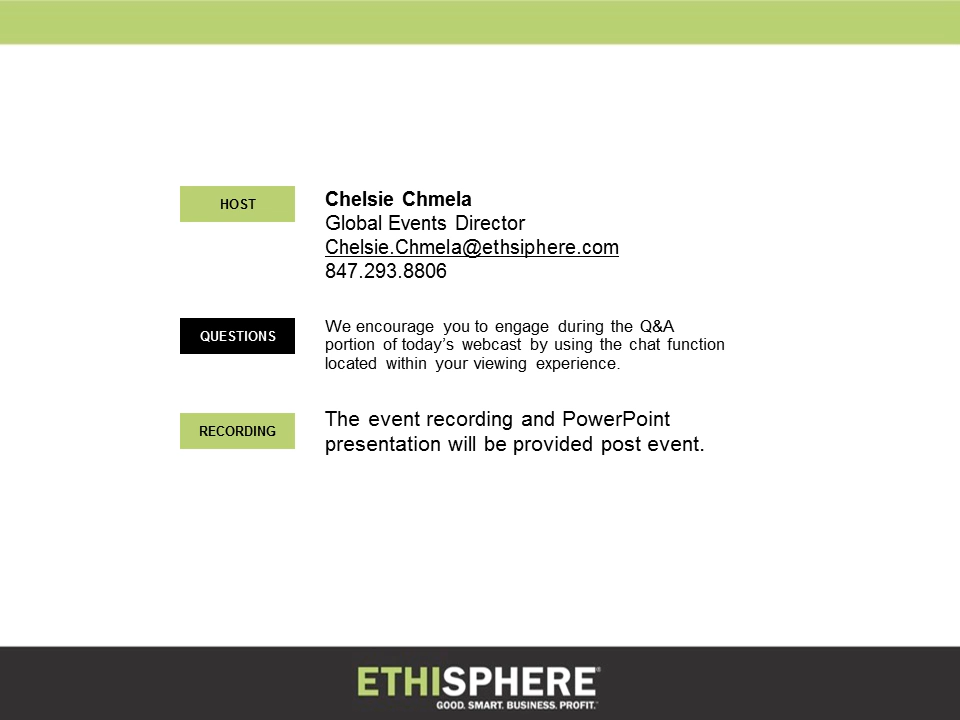 HOST
Chelsie Chmela
Global Events Director
Chelsie.Chmela@ethsiphere.com
847.293.8806
QUESTIONS
We encourage you to engage during the Q&A
portion of today’s webcast by using the chat function
located within your viewing experience.
RECORDING
The event recording and PowerPoint
presentation will be provided post event.
ETHISPHERE®
GOOD. SMART. BUSINESS. PROFIT.™